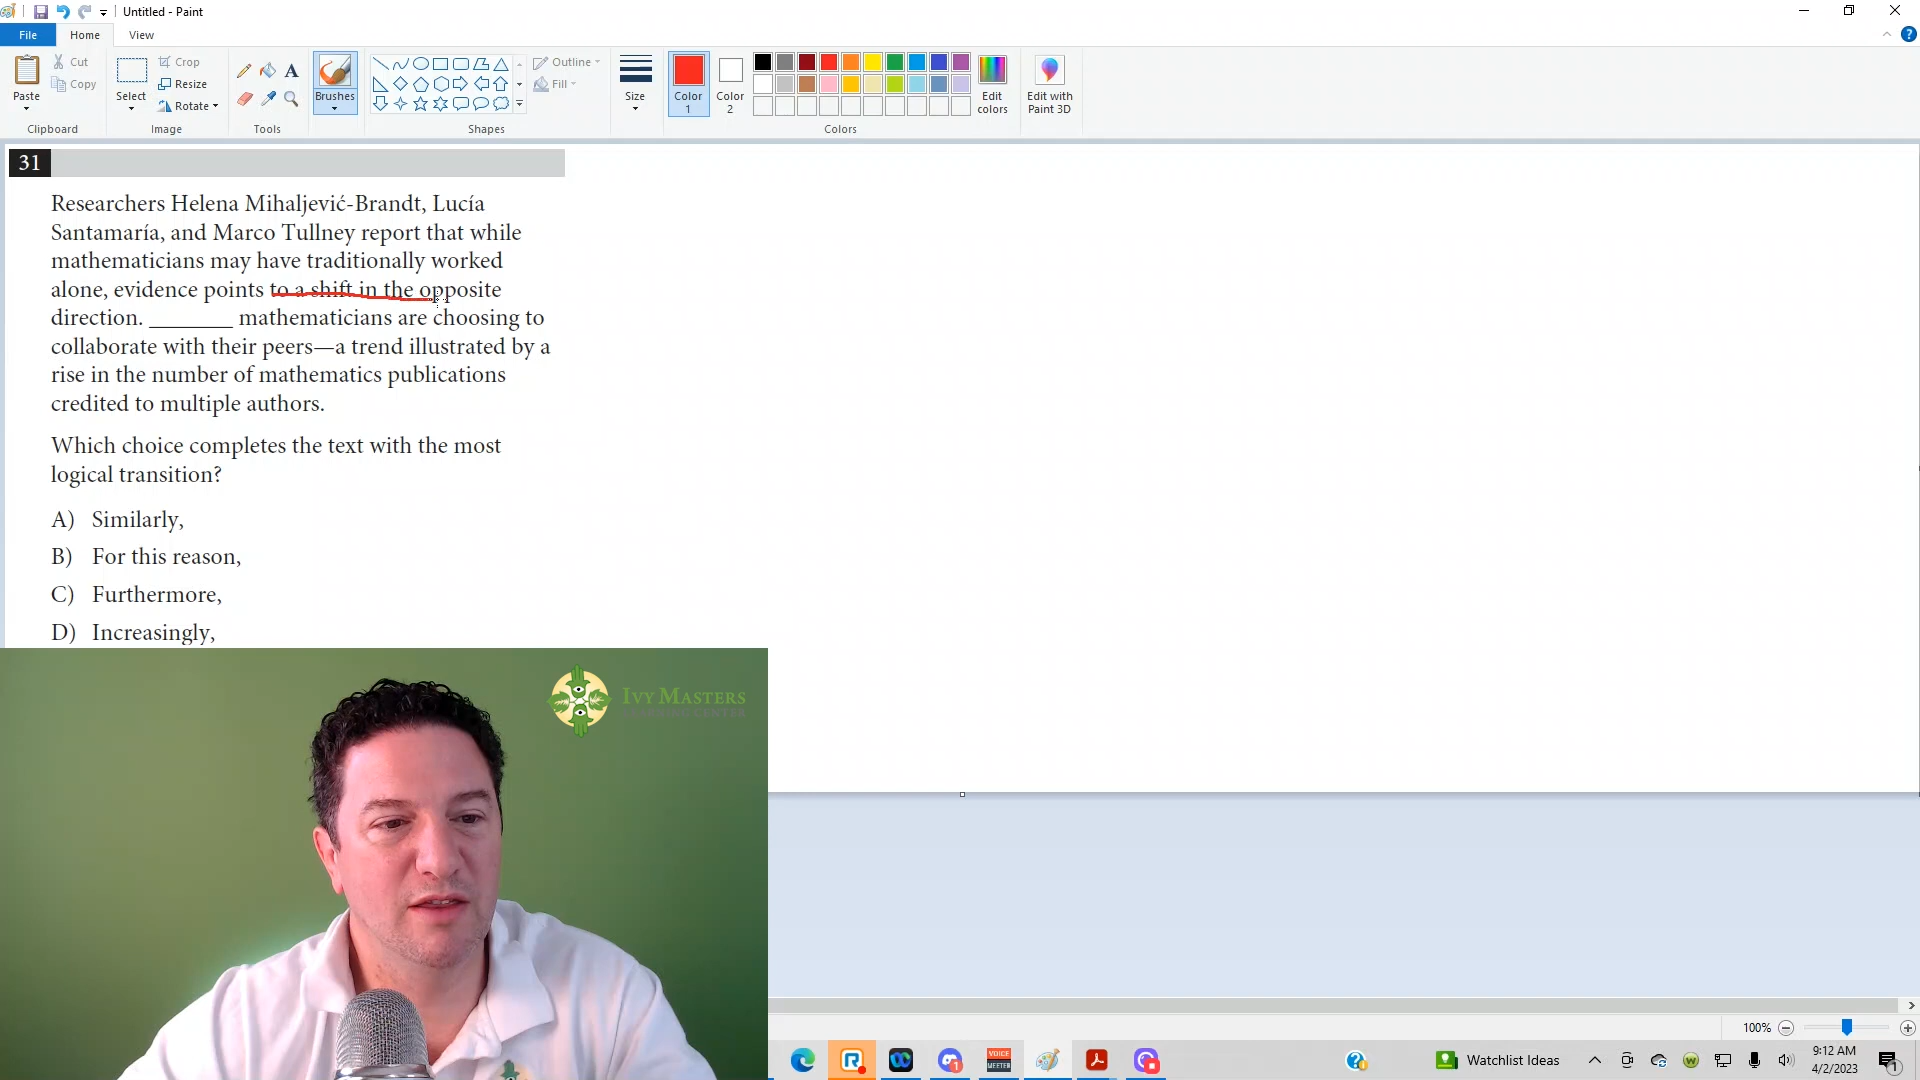 Untitled - Paint
File
Home
View
Paste
Cut
Copy
Clipboard
Select
Crop
Resize
Rotate
Image
A
Tools
Brushes
Outline
Fill
Shapes
Size
Color 1
Color 2
Colors
Edit colors
Edit with Paint 3D
31
Researchers Helena Mihaljević-Brandt, Lucía
Santamaría, and Marco Tullney report that while
mathematicians may have traditionally worked
alone, evidence points to a shift in the opposite
direction. ________ mathematicians are choosing to
collaborate with their peers—a trend illustrated by a
rise in the number of mathematics publications
credited to multiple authors.
Which choice completes the text with the most
logical transition?
A) Similarly,
B) For this reason,
C) Furthermore,
D) Increasingly,
IVY MASTERS
100%
VOICE
MEETER
Watchlist Ideas
9:12 AM
4/2/2023